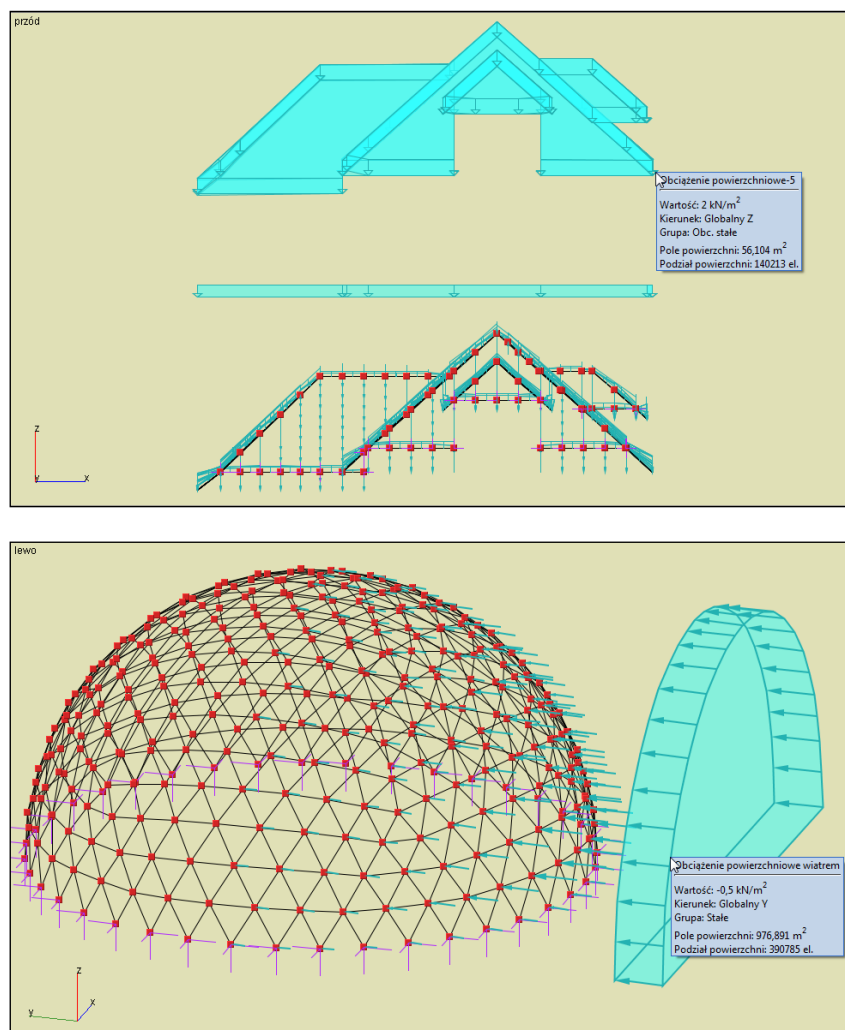 przód
Obciążenie powierzchniowe-5
Wartość: 2 kN/m²
Kierunek: Globalny Z
Grupa: Obc. stałe
Pole powierzchni: 56,104 m²
Podział powierzchni: 140213 el.
z
y
x
lewo
Obciążenie powierzchniowe wiatrem
Wartość: -0,5 kN/m²
Kierunek: Globalny Y
Grupa: Stałe
Pole powierzchni: 976,891 m²
Podział powierzchni: 390785 el.
z
x
y